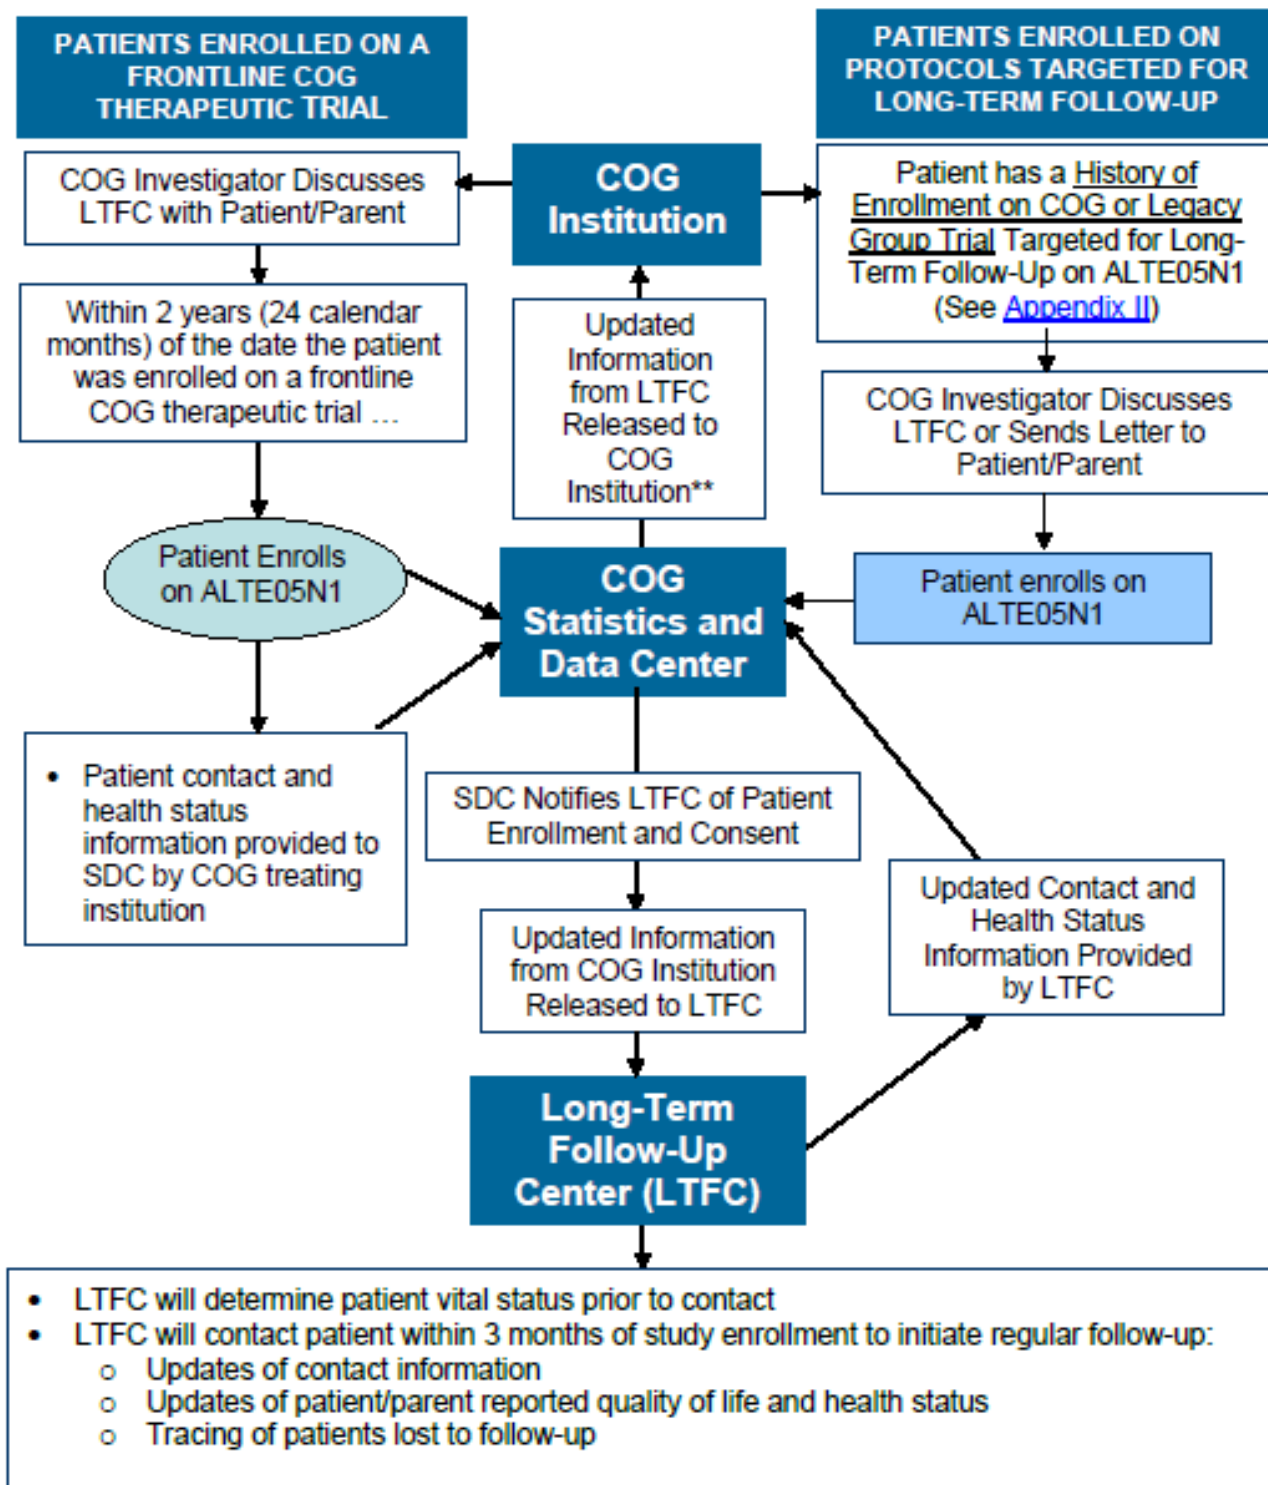 PATIENTS ENROLLED ON A
FRONTLINE COG
THERAPEUTIC TRIAL
PATIENTS ENROLLED ON
PROTOCOLS TARGETED FOR
LONG-TERM FOLLOW-UP
COG
Institution
COG Investigator Discusses
LTFC with Patient/Parent
Patient has a History of
Enrollment on COG or Legacy
Group Trial Targeted for Long-
Term Follow-Up on ALTE05N1
(See Appendix II)
Within 2 years (24 calendar
months) of the date the patient
was enrolled on a frontline
COG therapeutic trial …
Updated
Information
from LTFC
Released to
COG
Institution**
COG Investigator Discusses
LTFC or Sends Letter to
Patient/Parent
Patient Enrolls
on ALTE05N1
COG
Statistics and
Data Center
Patient enrolls on
ALTE05N1
• Patient contact and
health status
information provided to
SDC by COG treating
institution
SDC Notifies LTFC of Patient
Enrollment and Consent
Updated Information
from COG Institution
Released to LTFC
Updated Contact and
Health Status
Information Provided
by LTFC
Long-Term
Follow-Up
Center (LTFC)
• LTFC will determine patient vital status prior to contact
• LTFC will contact patient within 3 months of study enrollment to initiate regular follow-up:
o Updates of contact information
o Updates of patient/parent reported quality of life and health status
o Tracing of patients lost to follow-up